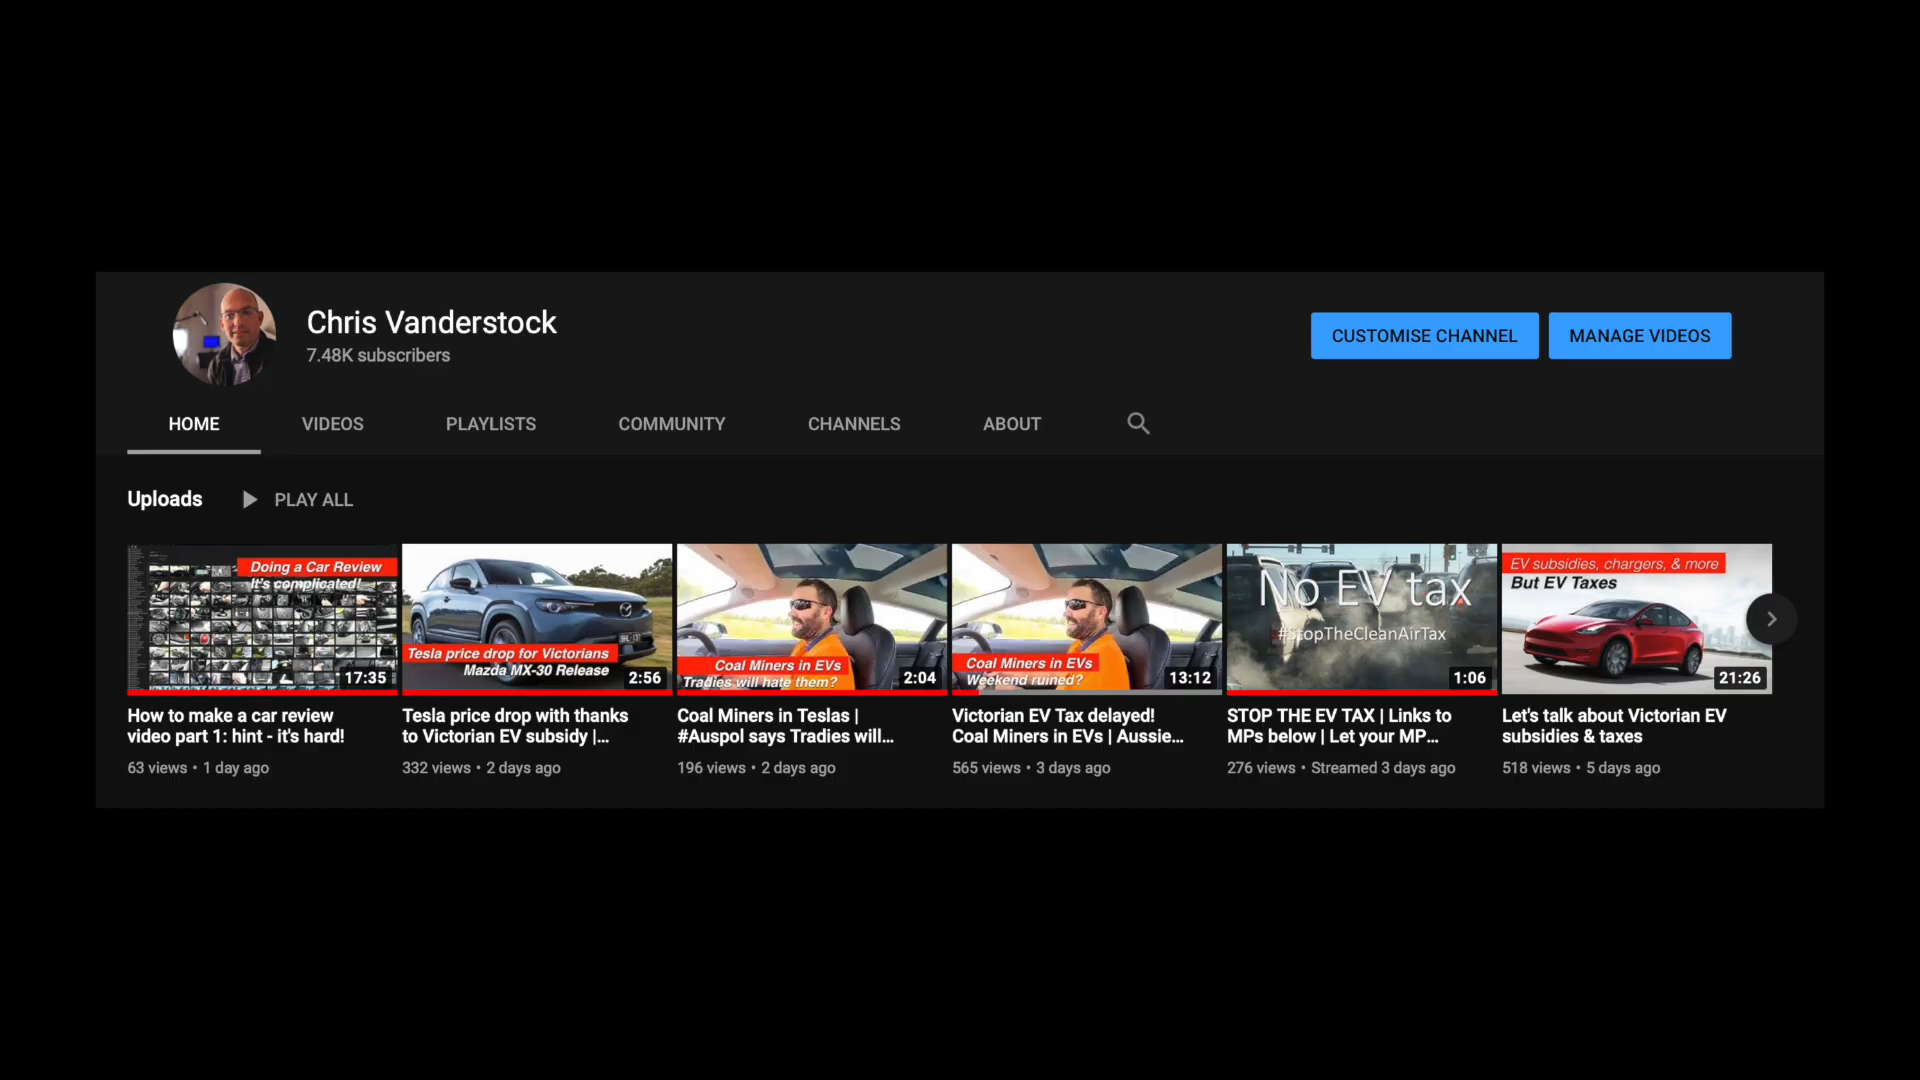 Chris Vanderstock
7.48K subscribers
CUSTOMISE CHANNEL
MANAGE VIDEOS
HOME
VIDEOS
PLAYLISTS
COMMUNITY
CHANNELS
ABOUT
Uploads
PLAY ALL
Doing a Car Review
It's complicated!
17:35
How to make a car review
video part 1: hint - it's hard!
63 views • 1 day ago
Tesla price drop for Victorians
Mazda MX-30 Release
2:56
Tesla price drop with thanks
to Victorian EV subsidy |...
332 views • 2 days ago
Coal Miners in EVs
Tradies will hate them?
2:04
Coal Miners in Teslas |
#Auspol says Tradies will...
196 views • 2 days ago
Coal Miners in EVs
Weekend ruined?
13:12
Victorian EV Tax delayed!
Coal Miners in EVs | Aussie...
565 views • 3 days ago
No EV tax
#StopTheCleanAirTax
1:06
STOP THE EV TAX | Links to
MPs below | Let your MP...
276 views • Streamed 3 days ago
EV subsidies, chargers, & more
But EV Taxes
21:26
Let's talk about Victorian EV
subsidies & taxes
518 views • 5 days ago